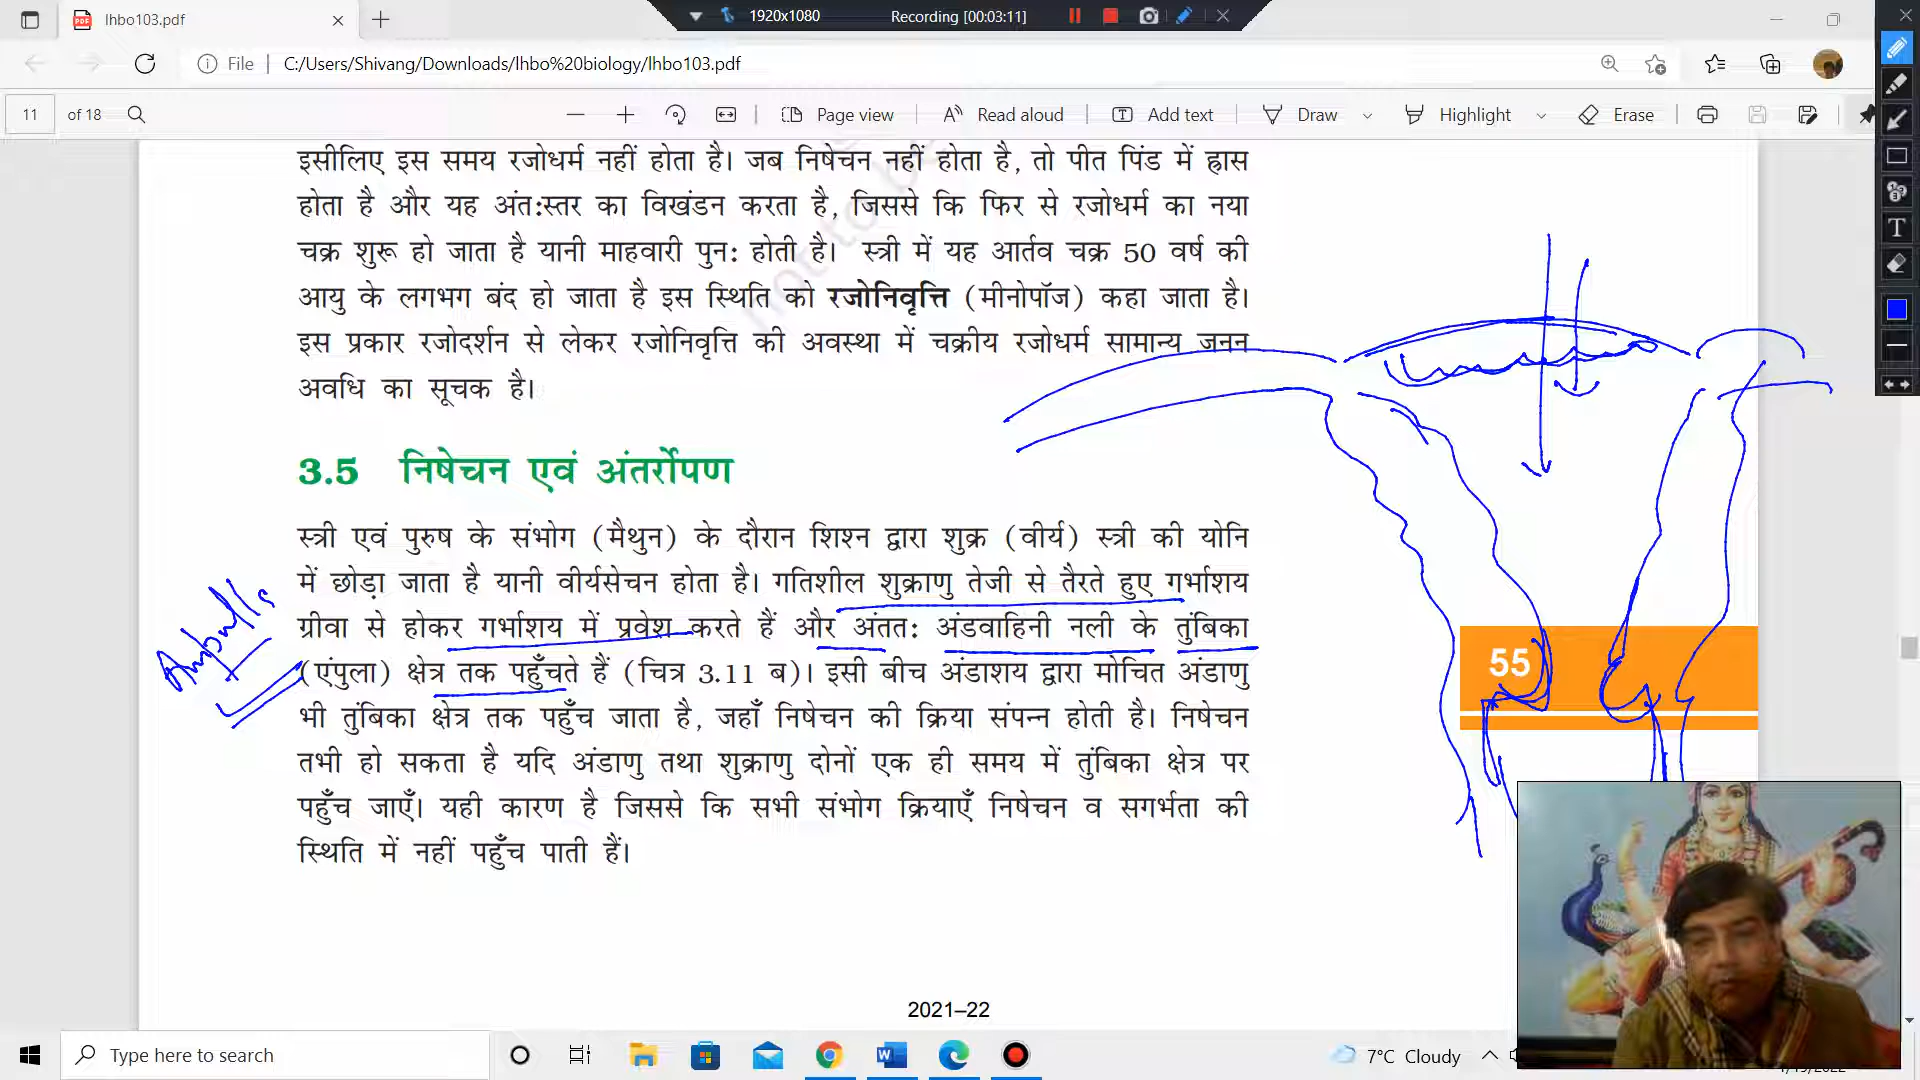 lhbo103.pdf
1920x1080
Recording [00:03:11]
File
C:/Users/Shivang/Downloads/lhbo%20biology/lhbo103.pdf
11 of 18
Page view
Read aloud
Add text
Draw
Highlight
Erase
इसीलिए इस समय रजोधर्म नहीं होता है। जब निषेचन नहीं होता है, तो पीत पिंड में ह्रास
होता है और यह अंत:स्तर का विखंडन करता है, जिससे कि फिर से रजोधर्म का नया
चक्र शुरू हो जाता है यानी माहवारी पुन: होती है। स्त्री में यह आर्तव चक्र 50 वर्ष की
आयु के लगभग बंद हो जाता है इस स्थिति को रजोनिवृत्ति (मीनोपॉज) कहा जाता है।
इस प्रकार रजोदर्शन से लेकर रजोनिवृत्ति की अवस्था में चक्रीय रजोधर्म सामान्य जनन
अवधि का सूचक है।
3.5 निषेचन एवं अंतर्रोपण
स्त्री एवं पुरुष के संभोग (मैथुन) के दौरान शिश्न द्वारा शुक्र (वीर्य) स्त्री की योनि
में छोड़ा जाता है यानी वीर्यसेचन होता है। गतिशील शुक्राणु तेजी से तैरते हुए गर्भाशय
ग्रीवा से होकर गर्भाशय में प्रवेश करते हैं और अंतत: अंडवाहिनी नली के तुंबिका
(एंपुला) क्षेत्र तक पहुँचते हैं (चित्र 3.11 ब)। इसी बीच अंडाशय द्वारा मोचित अंडाणु
भी तुंबिका क्षेत्र तक पहुँच जाता है, जहाँ निषेचन की क्रिया संपन्न होती है। निषेचन
तभी हो सकता है यदि अंडाणु तथा शुक्राणु दोनों एक ही समय में तुंबिका क्षेत्र पर
पहुँच जाएँ। यही कारण है जिससे कि सभी संभोग क्रियाएँ निषेचन व सगर्भता की
स्थिति में नहीं पहुँच पाती हैं।
55
2021–22
Type here to search
7°C Cloudy